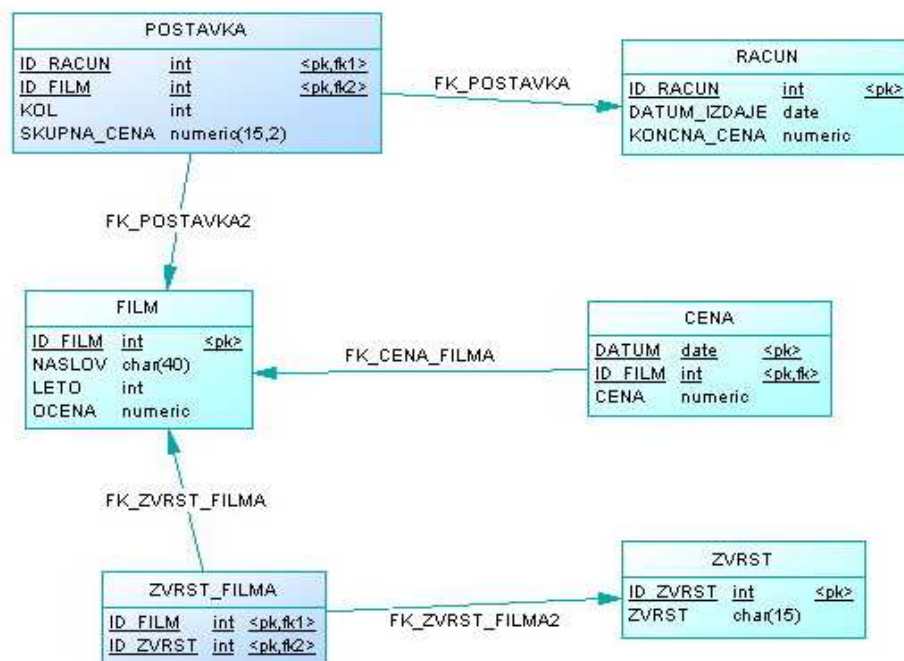 POSTAVKA
ID_RACUN int <pk,fk1>
ID_FILM int <pk,fk2>
KOL int
SKUPNA_CENA numeric(15,2)
FK_POSTAVKA
RACUN
ID_RACUN int <pk>
DATUM_IZDAJE date
KONCNA_CENA numeric
FK_POSTAVKA2
FILM
ID_FILM int <pk>
NASLOV char(40)
LETO int
OCENA numeric
FK_CENA_FILMA
CENA
DATUM date <pk>
ID_FILM int <pk,fk>
CENA numeric
FK_ZVRST_FILMA
ZVRST_FILMA
ID_FILM int <pk,fk1>
ID_ZVRST int <pk,fk2>
FK_ZVRST_FILMA2
ZVRST
ID_ZVRST int <pk>
ZVRST char(15)